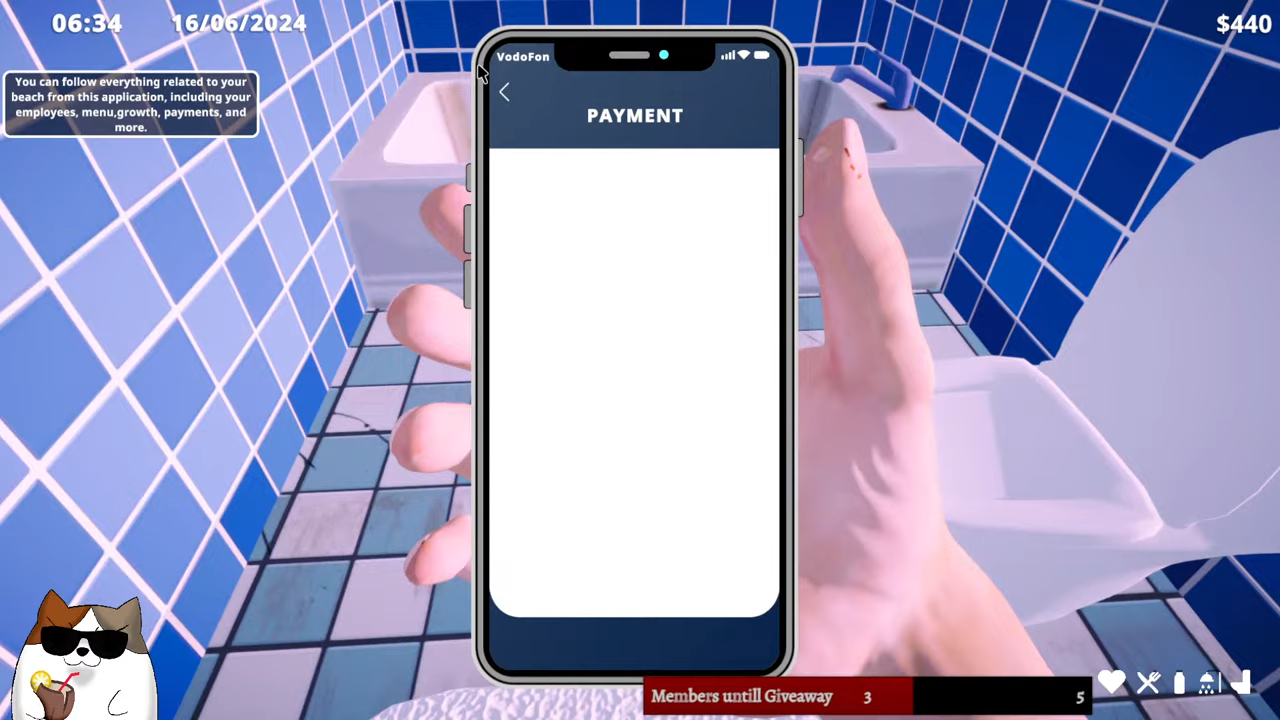 06:34 16/06/2024
$440
You can follow everything related to your
beach from this application, including your
employees, menu,growth, payments, and
more.
VodoFon
PAYMENT
Members untill Giveaway 3 5